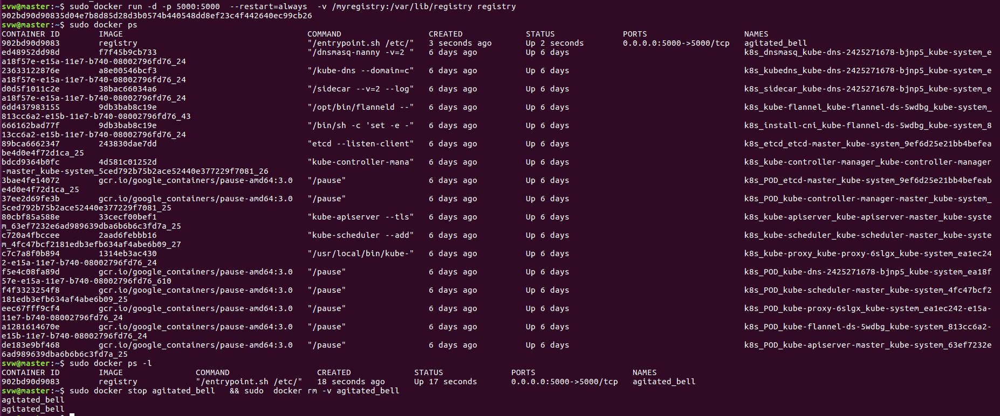 svw@master:~$ sudo docker run -d -p 5000:5000  --restart=always  -v /myregistry:/var/lib/registry registry
902bd90d90835d04e7b8d85d28d3b0574b440548dd8ef23c4f442640ec99cb26
svw@master:~$ sudo docker ps
CONTAINER ID        IMAGE                                      COMMAND                  CREATED             STATUS              PORTS                    NAMES
902bd90d9083        registry                                   "/entrypoint.sh /etc/"   3 seconds ago       Up 2 seconds        0.0.0.0:5000->5000/tcp   agitated_bell
ed48952dd98d        f7f45b9cb733                               "/dnsmasq-nanny -v=2 "   6 days ago          Up 6 days                                    k8s_dnsmasq_kube-dns-2425271678-bjnp5_kube-system_e
a18f57e-e15a-11e7-b740-08002796fd76_24
23633122876e        a8e00546bcf3                               "/kube-dns --domain=c"   6 days ago          Up 6 days                                    k8s_kubedns_kube-dns-2425271678-bjnp5_kube-system_e
a18f57e-e15a-11e7-b740-08002796fd76_24
d0d5f1011c2e        38bac66034a6                               "/sidecar --v=2 --log"   6 days ago          Up 6 days                                    k8s_sidecar_kube-dns-2425271678-bjnp5_kube-system_e
a18f57e-e15a-11e7-b740-08002796fd76_24
6dd437983155        9db3bab8c19e                               "/opt/bin/flanneld --"   6 days ago          Up 6 days                                    k8s_kube-flannel_kube-flannel-ds-5wdbg_kube-system_
813cc6a2-e15b-11e7-b740-08002796fd76_43
666162bad77f        9db3bab8c19e                               "/bin/sh -c 'set -e -"   6 days ago          Up 6 days                                    k8s_install-cni_kube-flannel-ds-5wdbg_kube-system_8
13cc6a2-e15b-11e7-b740-08002796fd76_24
89bca6662347        243830dae7dd                               "etcd --listen-client"   6 days ago          Up 6 days                                    k8s_etcd_etcd-master_kube-system_9ef6d25e21bb4befea
be4d0e4f72d1ca_25
bdcd9364b0fc        4d581c01252d                               "kube-controller-mana"   6 days ago          Up 6 days                                    k8s_kube-controller-manager_kube-controller-manager
-master_kube-system_5ced792b75b2ace52440e377229f7081_26
3bae4fe14072        gcr.io/google_containers/pause-amd64:3.0   "/pause"                 6 days ago          Up 6 days                                    k8s_POD_etcd-master_kube-system_9ef6d25e21bb4befeab
e4d0e4f72d1ca_25
37ee2d69fe3b        gcr.io/google_containers/pause-amd64:3.0   "/pause"                 6 days ago          Up 6 days                                    k8s_POD_kube-controller-manager-master_kube-system_
5ced792b75b2ace52440e377229f7081_25
80cbf85a588e        33cecf00bef1                               "kube-apiserver --tls"   6 days ago          Up 6 days                                    k8s_kube-apiserver_kube-apiserver-master_kube-syste
m_63ef7232e6ad989639dba6b6b6c3fd7a_25
c720a4fbccee        2aad6febbb16                               "kube-scheduler --add"   6 days ago          Up 6 days                                    k8s_kube-scheduler_kube-scheduler-master_kube-syste
m_4fc47bcf2181edb3efb634af4abe6b09_27
c7c7a8f0b894        1314eb3ac430                               "/usr/local/bin/kube-"   6 days ago          Up 6 days                                    k8s_kube-proxy_kube-proxy-6slgx_kube-system_ea1ec24
2-e15a-11e7-b740-08002796fd76_24
f5e4c08fa89d        gcr.io/google_containers/pause-amd64:3.0   "/pause"                 6 days ago          Up 6 days                                    k8s_POD_kube-dns-2425271678-bjnp5_kube-system_ea18f
57e-e15a-11e7-b740-08002796fd76_610
f4f3323254f8        gcr.io/google_containers/pause-amd64:3.0   "/pause"                 6 days ago          Up 6 days                                    k8s_POD_kube-scheduler-master_kube-system_4fc47bcf2
181edb3efb634af4abe6b09_25
eec67fff9cf4        gcr.io/google_containers/pause-amd64:3.0   "/pause"                 6 days ago          Up 6 days                                    k8s_POD_kube-proxy-6slgx_kube-system_ea1ec242-e15a-
11e7-b740-08002796fd76_24
a1281614670e        gcr.io/google_containers/pause-amd64:3.0   "/pause"                 6 days ago          Up 6 days                                    k8s_POD_kube-flannel-ds-5wdbg_kube-system_813cc6a2-
e15b-11e7-b740-08002796fd76_24
de183e9bf468        gcr.io/google_containers/pause-amd64:3.0   "/pause"                 6 days ago          Up 6 days                                    k8s_POD_kube-apiserver-master_kube-system_63ef7232e
6ad989639dba6b6b6c3fd7a_25
svw@master:~$ sudo docker ps -l
CONTAINER ID        IMAGE               COMMAND                  CREATED             STATUS              PORTS                    NAMES
902bd90d9083        registry            "/entrypoint.sh /etc/"   18 seconds ago      Up 17 seconds       0.0.0.0:5000->5000/tcp   agitated_bell
svw@master:~$ sudo docker stop agitated_bell   && sudo  docker rm -v agitated_bell
agitated_bell
agitated_bell
svw@master:~$